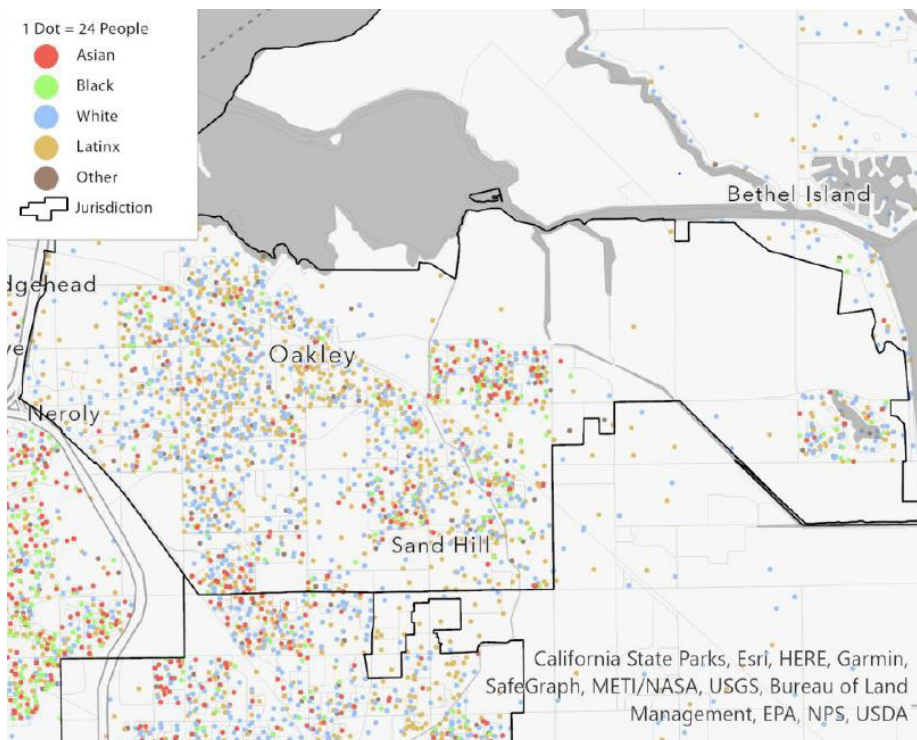 1 Dot = 24 People
Asian
Black
White
Latinx
Other
Jurisdiction
Bethel Island
dgehead
Oakley
ve
Neroly
Sand Hill
California State Parks, Esri, HERE, Garmin,
SafeGraph, METI/NASA, USGS, Bureau of Land
Management, EPA, NPS, USDA